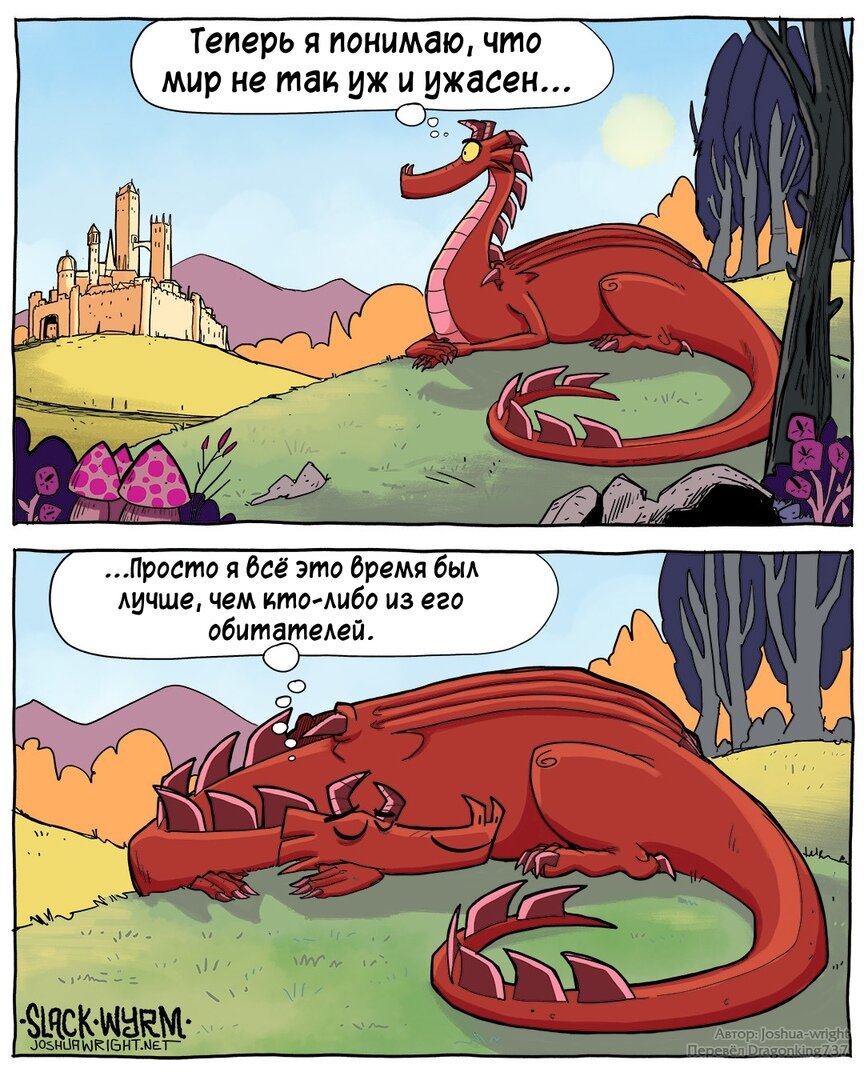 Теперь я понимаю, что
мир не так уж и ужасен...
...Просто я всё это время был
лучше, чем кто-либо из его
обитателей.
·SLACK·WYRM·
JOSHUAWRIGHT.NET
Автор: Joshua-wright
Перевёл Dragonking737